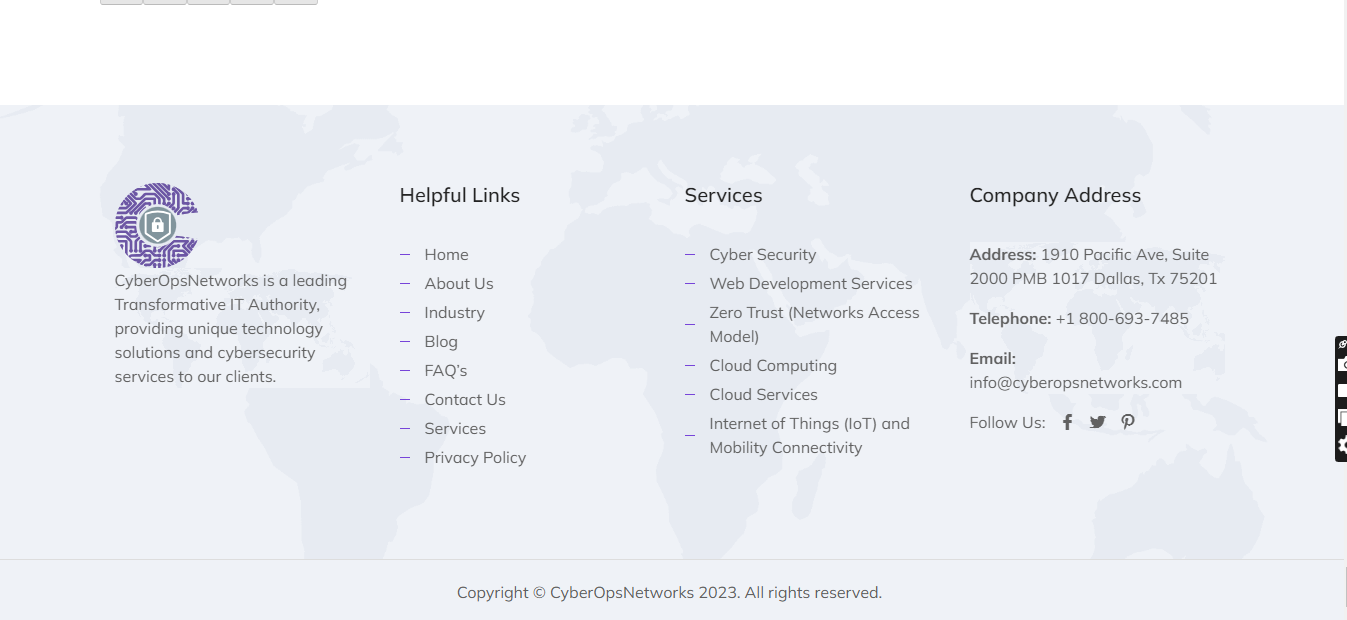 CyberOpsNetworks is a leading
Transformative IT Authority,
providing unique technology
solutions and cybersecurity
services to our clients.
Helpful Links
Home
About Us
Industry
Blog
FAQ's
Contact Us
Services
Privacy Policy
Services
Cyber Security
Web Development Services
Zero Trust (Networks Access
Model)
Cloud Computing
Cloud Services
Internet of Things (IoT) and
Mobility Connectivity
Company Address
Address: 1910 Pacific Ave, Suite
2000 PMB 1017 Dallas, Tx 75201
Telephone: +1 800-693-7485
Email:
info@cyberopsnetworks.com
Follow Us:
Copyright © CyberOpsNetworks 2023. All rights reserved.